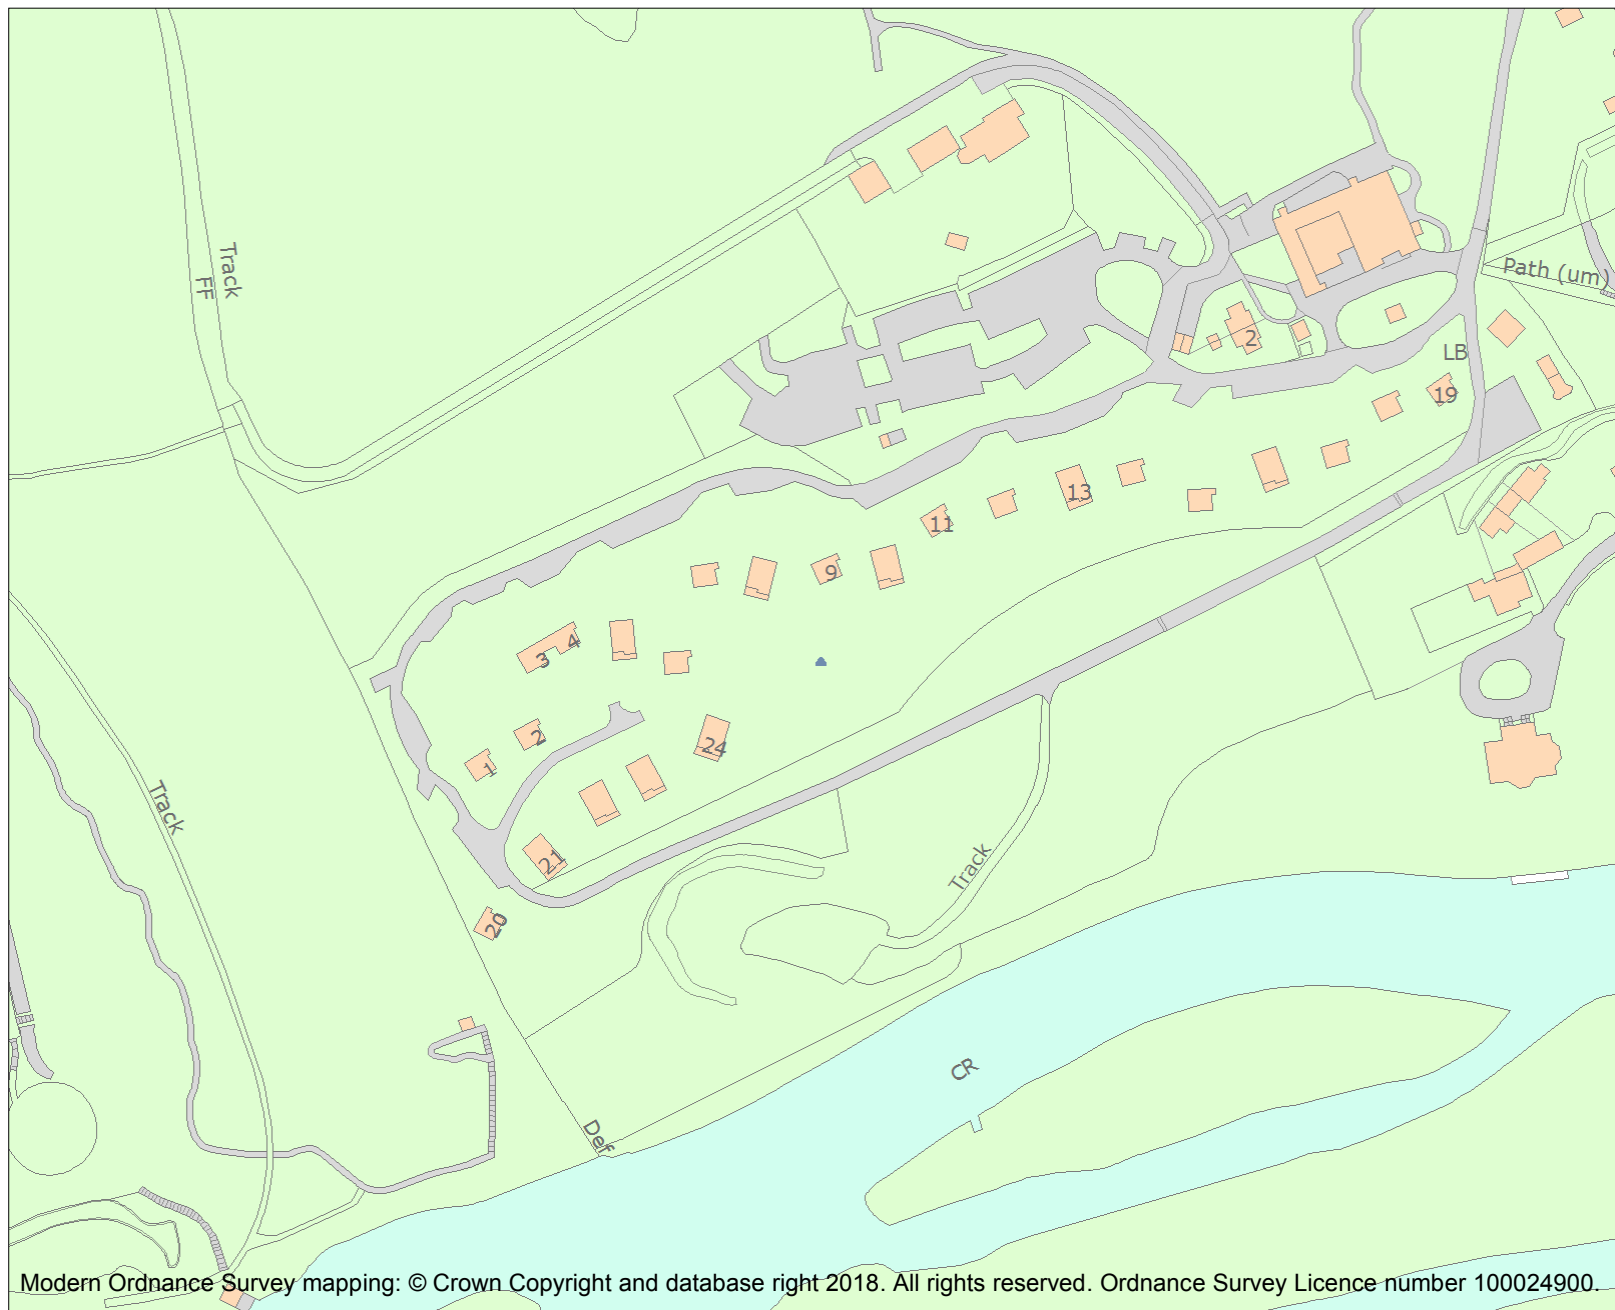 Track
FF
Path (um)
2
LB
19
13
11
9
4
3
2
1
24
21
20
Track
Track
CR
Def
Modern Ordnance Survey mapping: © Crown Copyright and database right 2018. All rights reserved. Ordnance Survey Licence number 100024900.